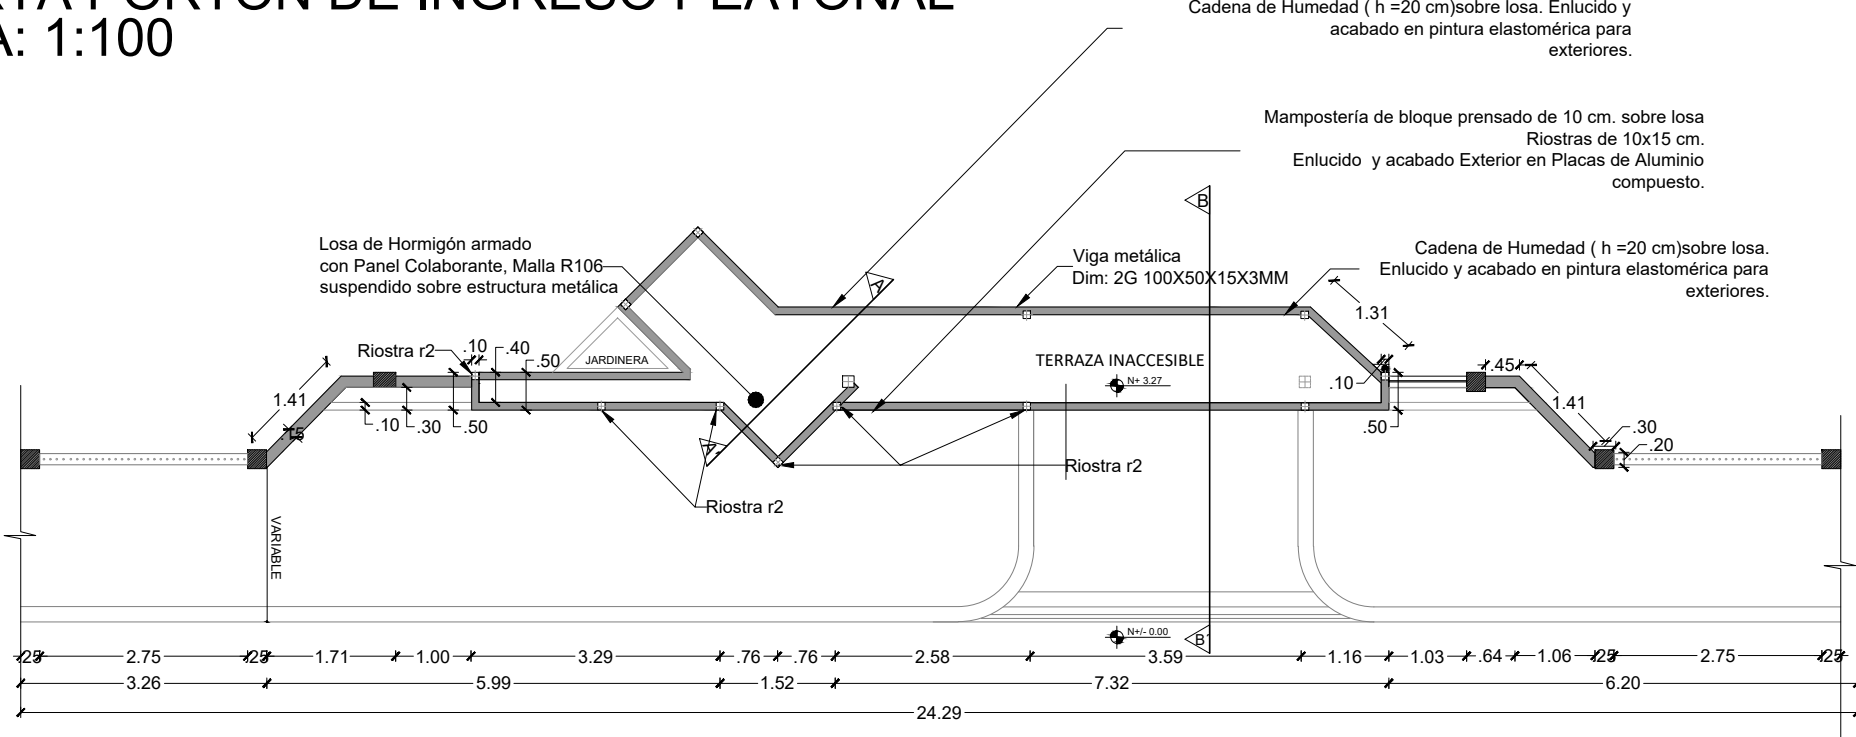 PORTON DE INGRESO PEATONAL
A: 1:100
Cadena de Humedad ( h =20 cm)sobre losa. Enlucido y
acabado en pintura elastomérica para
exteriores.
Mampostería de bloque prensado de 10 cm. sobre losa
Riostras de 10x15 cm.
Enlucido y acabado Exterior en Placas de Aluminio
compuesto.
B
Losa de Hormigón armado
con Panel Colaborante, Malla R106
suspendido sobre estructura metálica
Viga metálica
Dim: 2G 100X50X15X3MM
Cadena de Humedad ( h =20 cm)sobre losa.
Enlucido y acabado en pintura elastomérica para
exteriores.
A
1.31
Riostra r2
.10
.40
.50
JARDINERA
TERRAZA INACCESIBLE
N+ 3.27
.10
.45
1.41
.15
.10
.30
.50
.50
1.41
.30
.20
A'
Riostra r2
Riostra r2
VARIABLE
N+/- 0.00
B'
.25
2.75
.25
1.71
1.00
3.29
.76
.76
2.58
3.59
1.16
1.03
.64
1.06
.25
2.75
.25
3.26
5.99
1.52
7.32
6.20
24.29